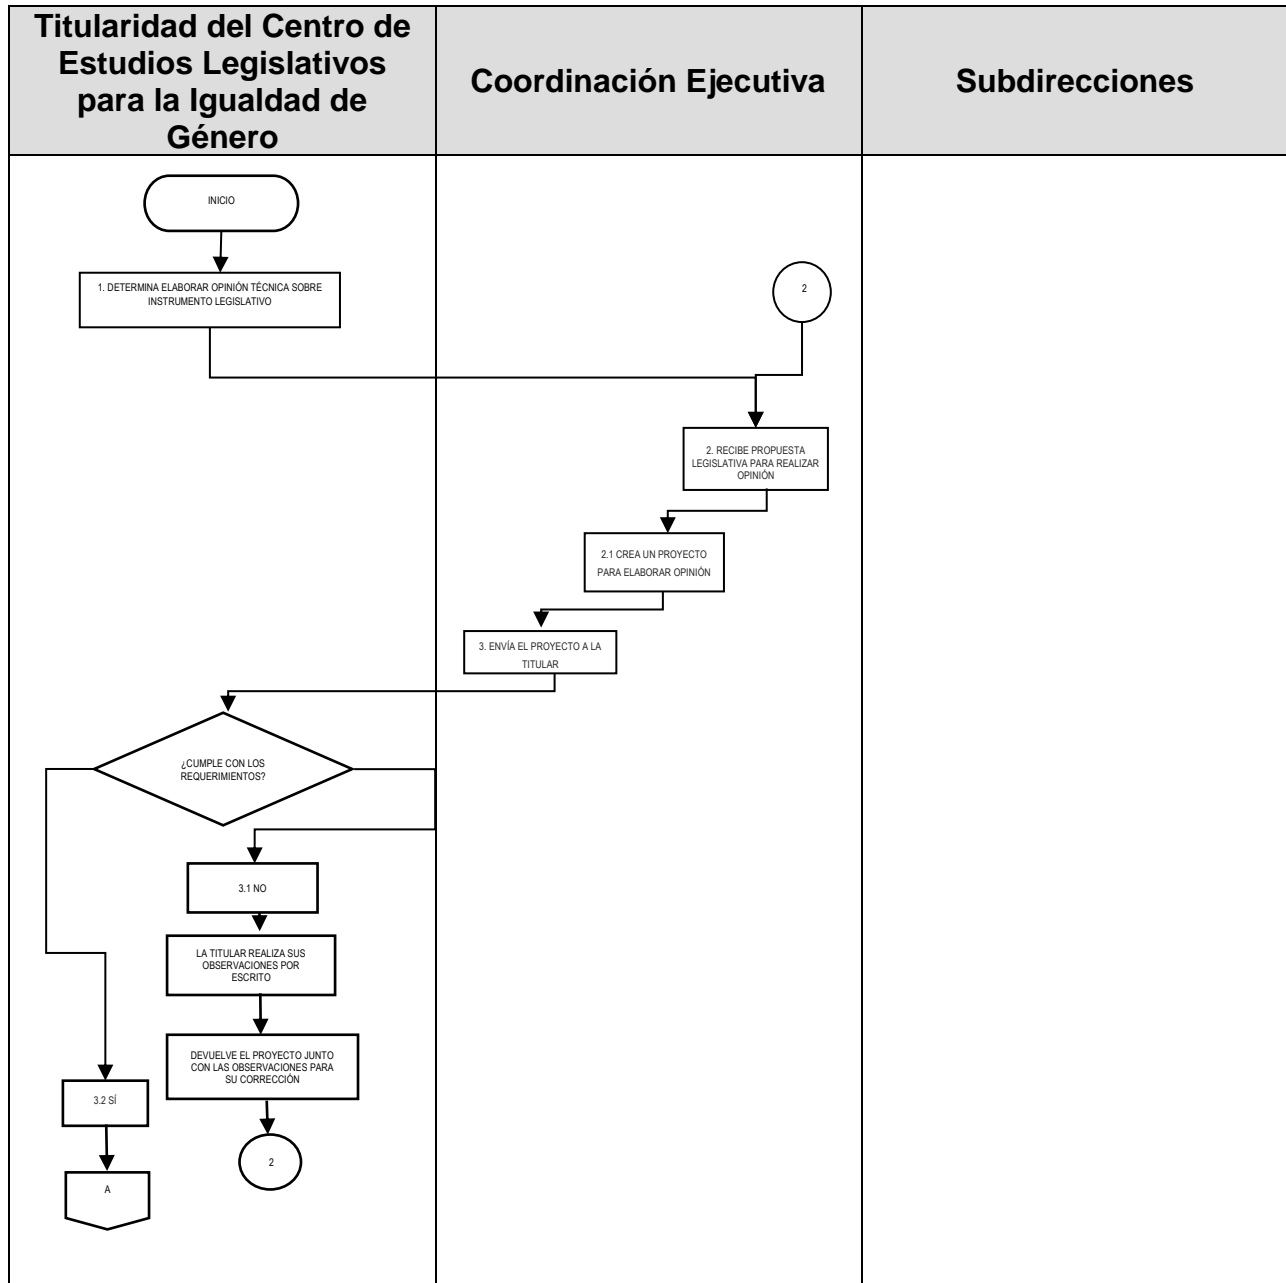 Titularidad del Centro de
Estudios Legislativos
para la Igualdad de
Género
Coordinación Ejecutiva
Subdirecciones
INICIO
1. DETERMINA ELABORAR OPINIÓN TÉCNICA SOBRE
INSTRUMENTO LEGISLATIVO
2
2. RECIBE PROPUESTA
LEGISLATIVA PARA REALIZAR
OPINIÓN
2.1 CREA UN PROYECTO
PARA ELABORAR OPINIÓN
3. ENVÍA EL PROYECTO A LA
TITULAR
¿CUMPLE CON LOS
REQUERIMIENTOS?
3.1 NO
LA TITULAR REALIZA SUS
OBSERVACIONES POR
ESCRITO
DEVUELVE EL PROYECTO JUNTO
CON LAS OBSERVACIONES PARA
SU CORRECCIÓN
3.2 SÍ
2
A